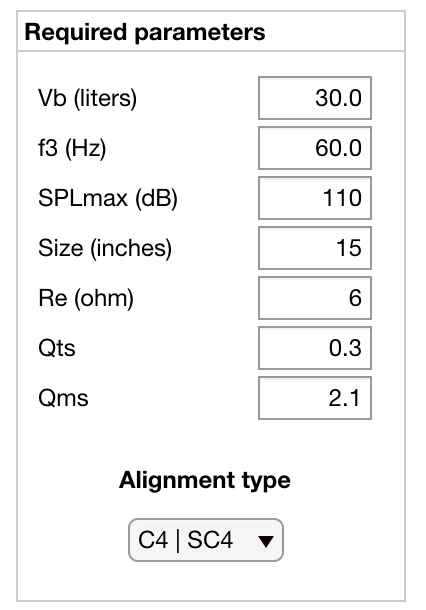 Required parameters
Vb (liters) 30.0
f3 (Hz) 60.0
SPLmax (dB) 110
Size (inches) 15
Re (ohm) 6
Qts 0.3
Qms 2.1
Alignment type
C4 | SC4 ▼